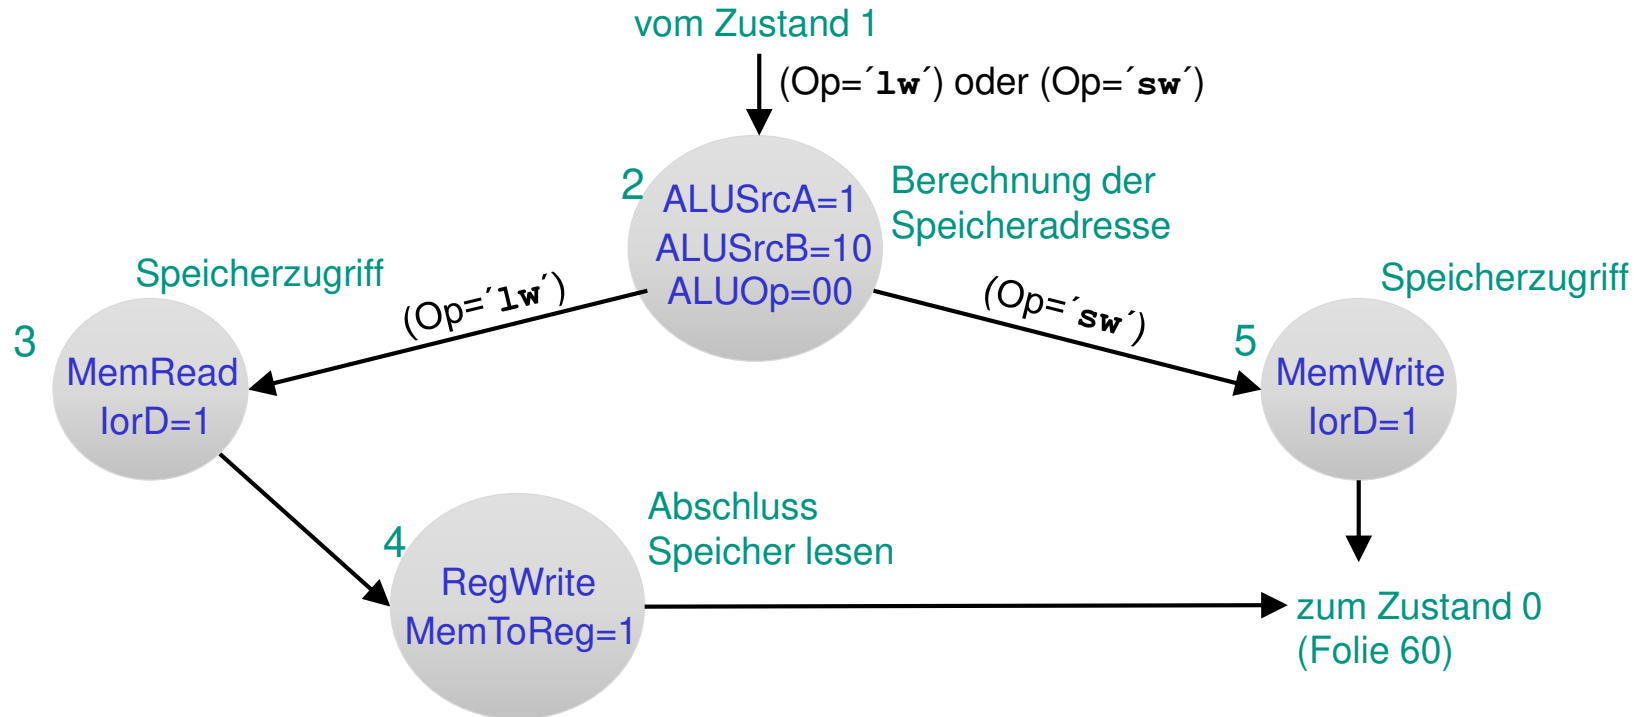 vom Zustand 1
(Op=´lw´) oder (Op=´sw´)
2
ALUSrcA=1
ALUSrcB=10
ALUOp=00
Berechnung der
Speicheradresse
Speicherzugriff
(Op=´lw´)
(Op=´sw´)
Speicherzugriff
3
MemRead
IorD=1
5
MemWrite
IorD=1
4
RegWrite
MemToReg=1
Abschluss
Speicher lesen
zum Zustand 0
(Folie 60)